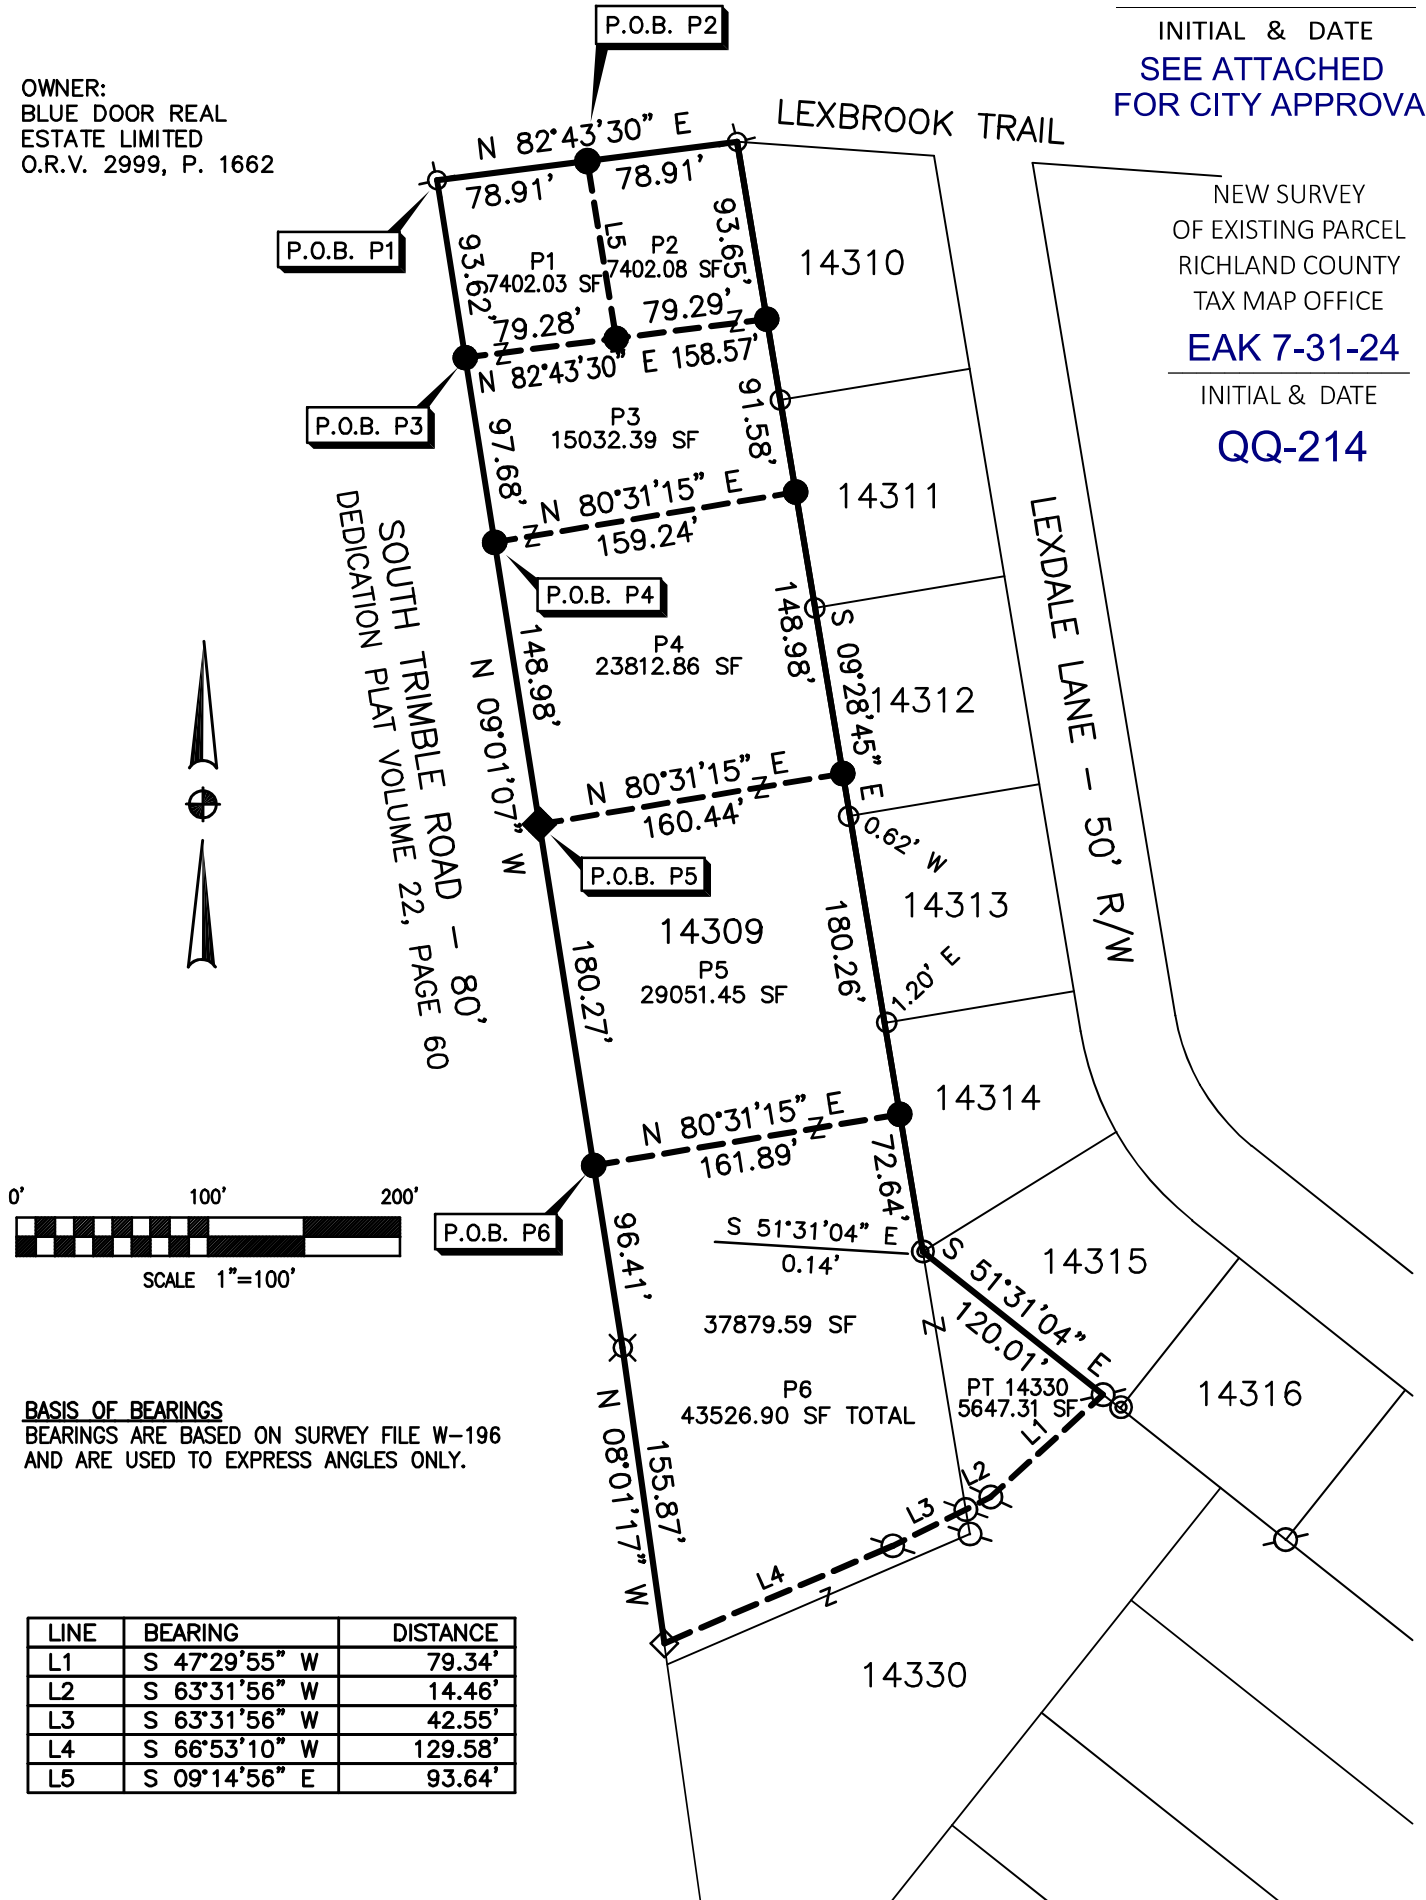 P.O.B. P2
INITIAL & DATE
SEE ATTACHED
FOR CITY APPROVA
OWNER:
BLUE DOOR REAL
ESTATE LIMITED
O.R.V. 2999, P. 1662
LEXBROOK TRAIL
N 82°43'30" E
78.91'
78.91'
NEW SURVEY
OF EXISTING PARCEL
RICHLAND COUNTY
TAX MAP OFFICE
EAK 7-31-24
INITIAL & DATE
QQ-214
P.O.B. P1
93.62'
P1
7402.03 SF
L5
P2
7402.08 SF
93.65'
14310
79.28'
79.29'
Z
Z
N 82°43'30" E 158.57'
P.O.B. P3
P3
15032.39 SF
91.58'
97.68'
N 80°31'15" E
Z
159.24'
14311
SOUTH TRIMBLE ROAD – 80'
DEDICATION PLAT VOLUME 22, PAGE 60
LEXDALE LANE – 50' R/W
P.O.B. P4
P4
23812.86 SF
148.98'
148.98'
S 09°28'45" E
14312
N 09°01'07" W
N 80°31'15" E
Z
160.44'
0.62' W
P.O.B. P5
14309
P5
29051.45 SF
180.27'
180.26'
14313
1.20' E
14314
N 80°31'15" E
Z
161.89'
72.64'
0'
100'
200'
SCALE 1"=100'
P.O.B. P6
96.41'
S 51°31'04" E
0.14'
S 51°31'04" E
120.01'
14315
Z
37879.59 SF
P6
43526.90 SF TOTAL
PT 14330
5647.31 SF
14316
N 08°01'17" W
155.87'
L1
L2
L3
L4
Z
14330
BASIS OF BEARINGS
BEARINGS ARE BASED ON SURVEY FILE W-196
AND ARE USED TO EXPRESS ANGLES ONLY.
LINE BEARING DISTANCE
L1 S 47°29'55" W 79.34'
L2 S 63°31'56" W 14.46'
L3 S 63°31'56" W 42.55'
L4 S 66°53'10" W 129.58'
L5 S 09°14'56" E 93.64'